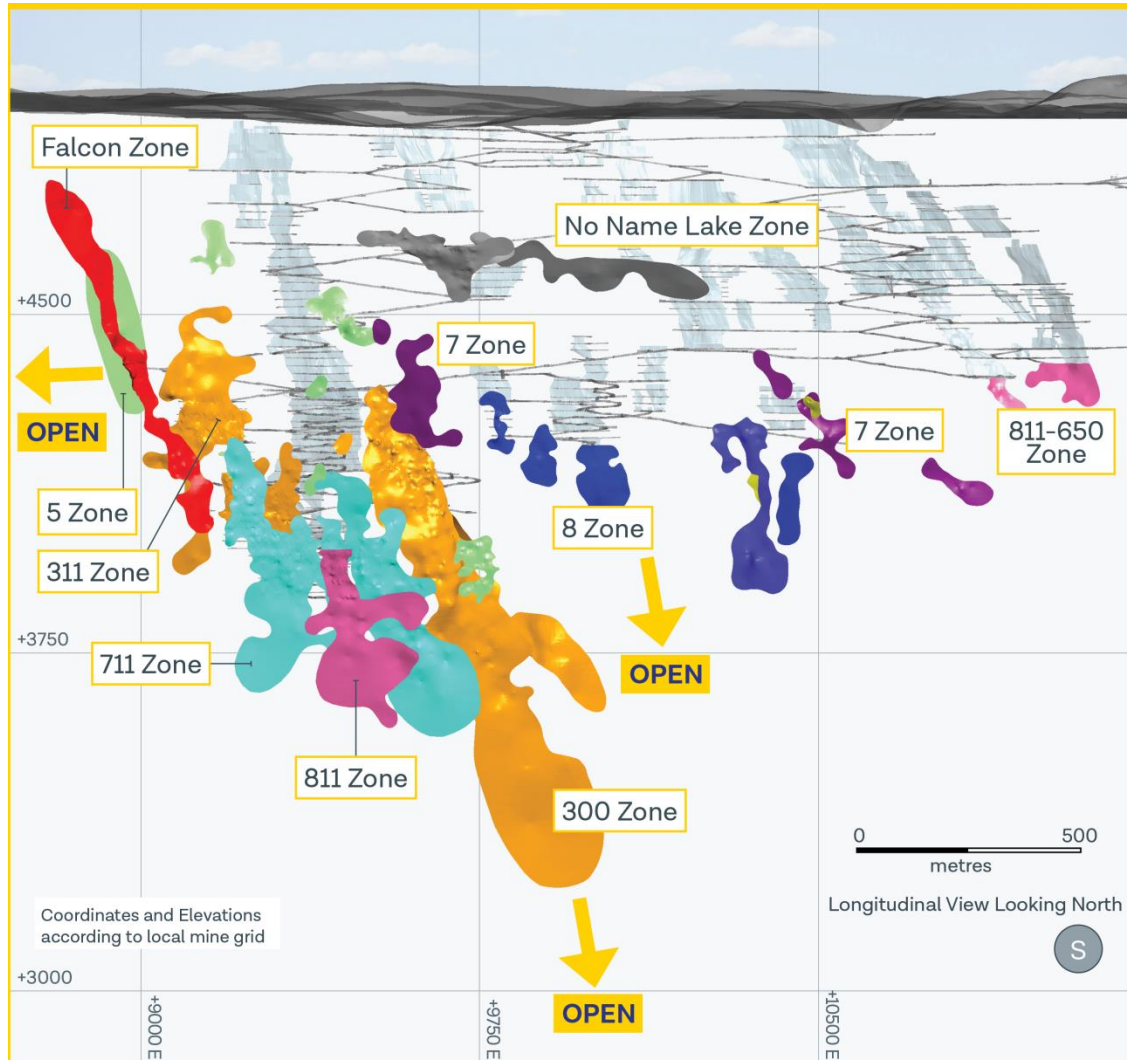 Falcon Zone
No Name Lake Zone
+4500
7 Zone
OPEN
7 Zone
811-650
Zone
5 Zone
8 Zone
311 Zone
+3750
711 Zone
OPEN
811 Zone
300 Zone
0 500
metres
Longitudinal View Looking North
Coordinates and Elevations
according to local mine grid
S
+3000
+9000 E
+9750 E
+10500 E
OPEN